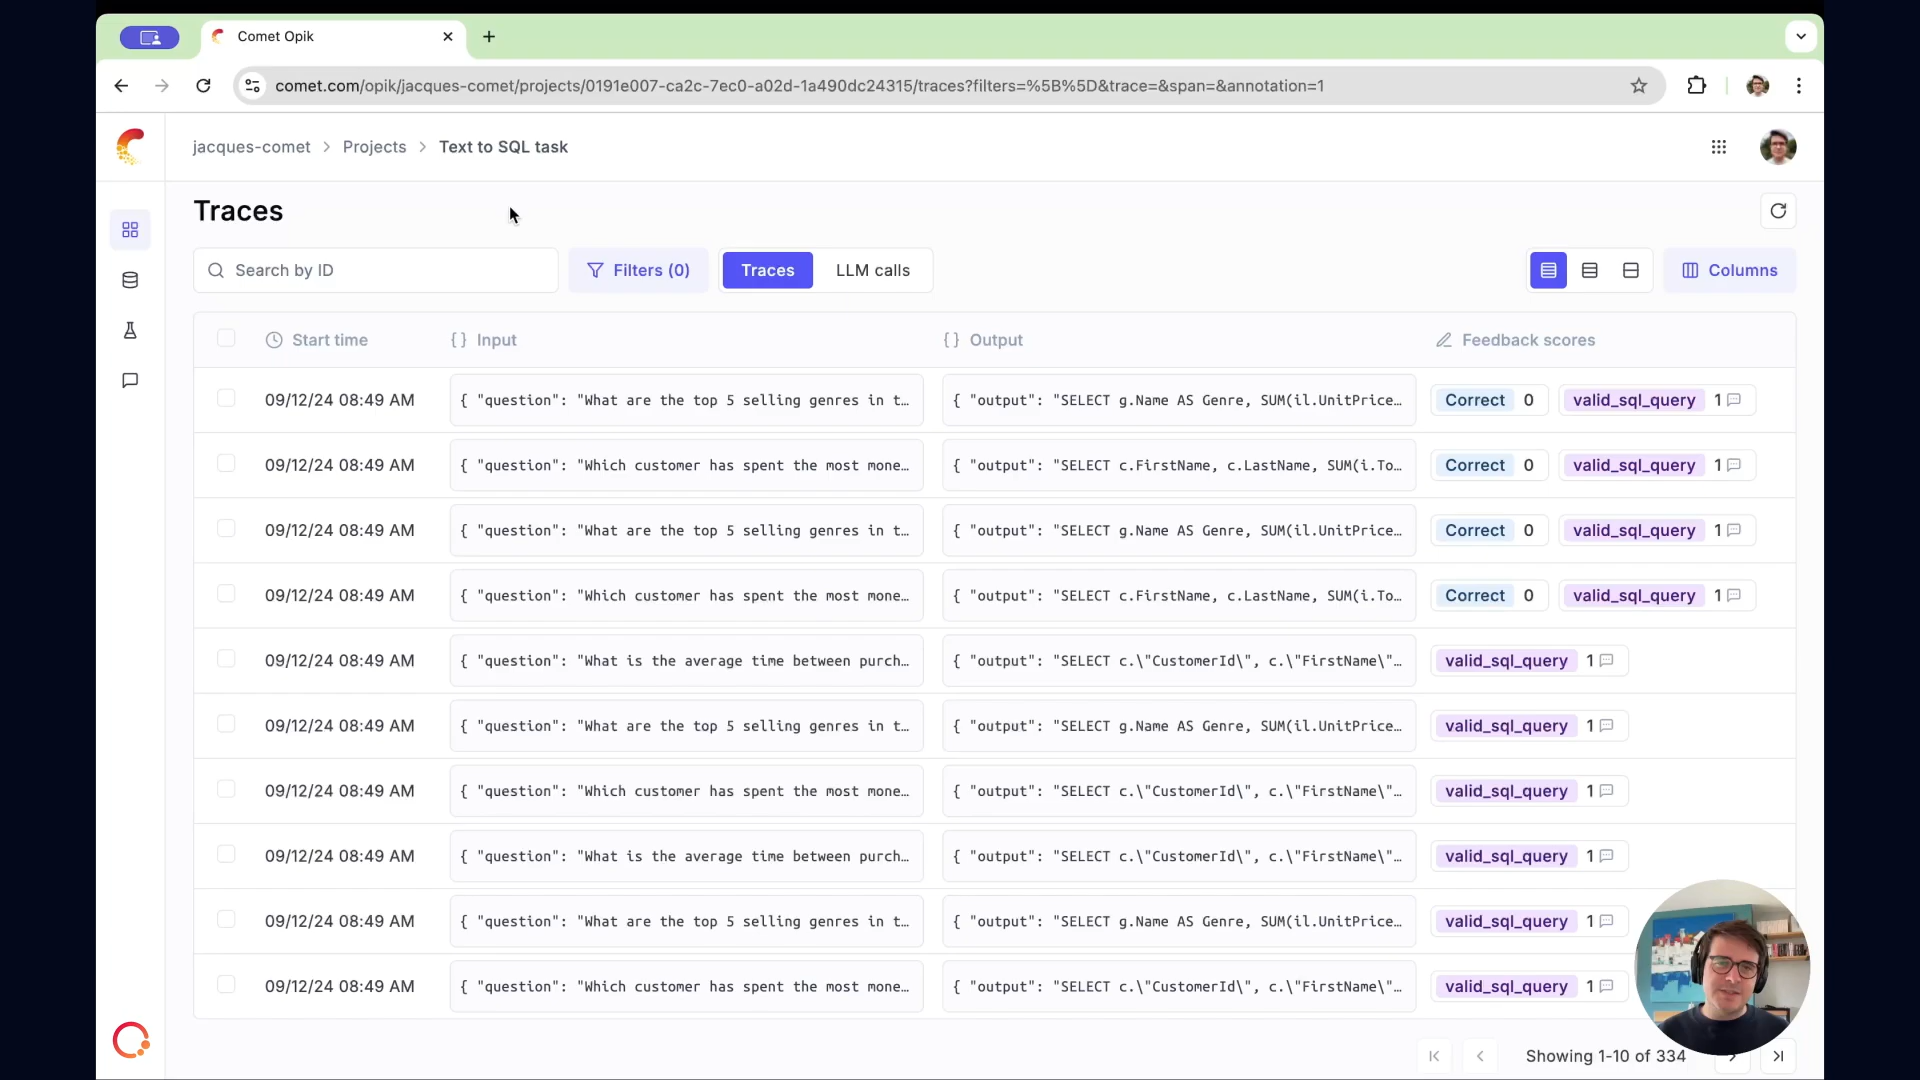 Comet Opik
comet.com/opik/jacques-comet/projects/0191e007-ca2c-7ec0-a02d-1a490dc24315/traces?filters=%5B%5D&trace=&span=&annotation=1
jacques-comet > Projects > Text to SQL task
Traces
Search by ID Filters (0) Traces LLM calls Columns
Start time {} Input {} Output Feedback scores
09/12/24 08:49 AM { "question": "What are the top 5 selling genres in t… { "output": "SELECT g.Name AS Genre, SUM(il.UnitPrice… Correct 0 valid_sql_query 1
09/12/24 08:49 AM { "question": "Which customer has spent the most mone… { "output": "SELECT c.FirstName, c.LastName, SUM(i.To… Correct 0 valid_sql_query 1
09/12/24 08:49 AM { "question": "What are the top 5 selling genres in t… { "output": "SELECT g.Name AS Genre, SUM(il.UnitPrice… Correct 0 valid_sql_query 1
09/12/24 08:49 AM { "question": "Which customer has spent the most mone… { "output": "SELECT c.FirstName, c.LastName, SUM(i.To… Correct 0 valid_sql_query 1
09/12/24 08:49 AM { "question": "What is the average time between purch… { "output": "SELECT c.\"CustomerId\", c.\"FirstName\"… valid_sql_query 1
09/12/24 08:49 AM { "question": "What are the top 5 selling genres in t… { "output": "SELECT g.Name AS Genre, SUM(il.UnitPrice… valid_sql_query 1
09/12/24 08:49 AM { "question": "Which customer has spent the most mone… { "output": "SELECT c.\"CustomerId\", c.\"FirstName\"… valid_sql_query 1
09/12/24 08:49 AM { "question": "What is the average time between purch… { "output": "SELECT c.\"CustomerId\", c.\"FirstName\"… valid_sql_query 1
09/12/24 08:49 AM { "question": "What are the top 5 selling genres in t… { "output": "SELECT g.Name AS Genre, SUM(il.UnitPrice… valid_sql_query 1
09/12/24 08:49 AM { "question": "Which customer has spent the most mone… { "output": "SELECT c.\"CustomerId\", c.\"FirstName\"… valid_sql_query 1
Showing 1-10 of 334